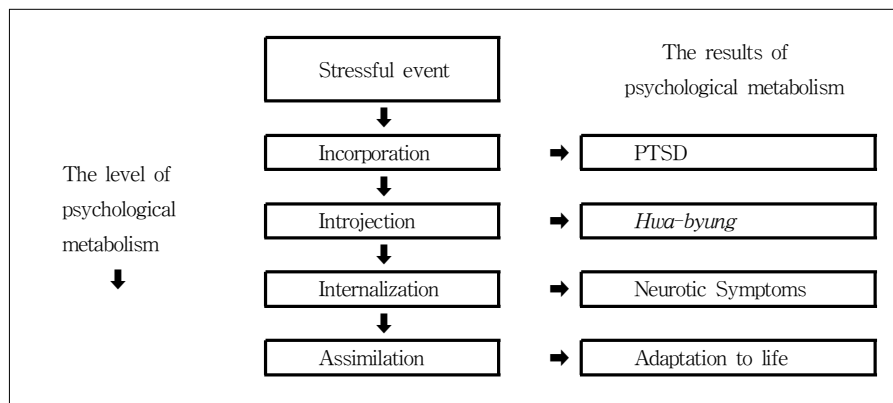 Stressful event
The results of
psychological metabolism
Incorporation
PTSD
The level of
psychological
metabolism
Introjection
Hwa-byung
Internalization
Neurotic Symptoms
Assimilation
Adaptation to life